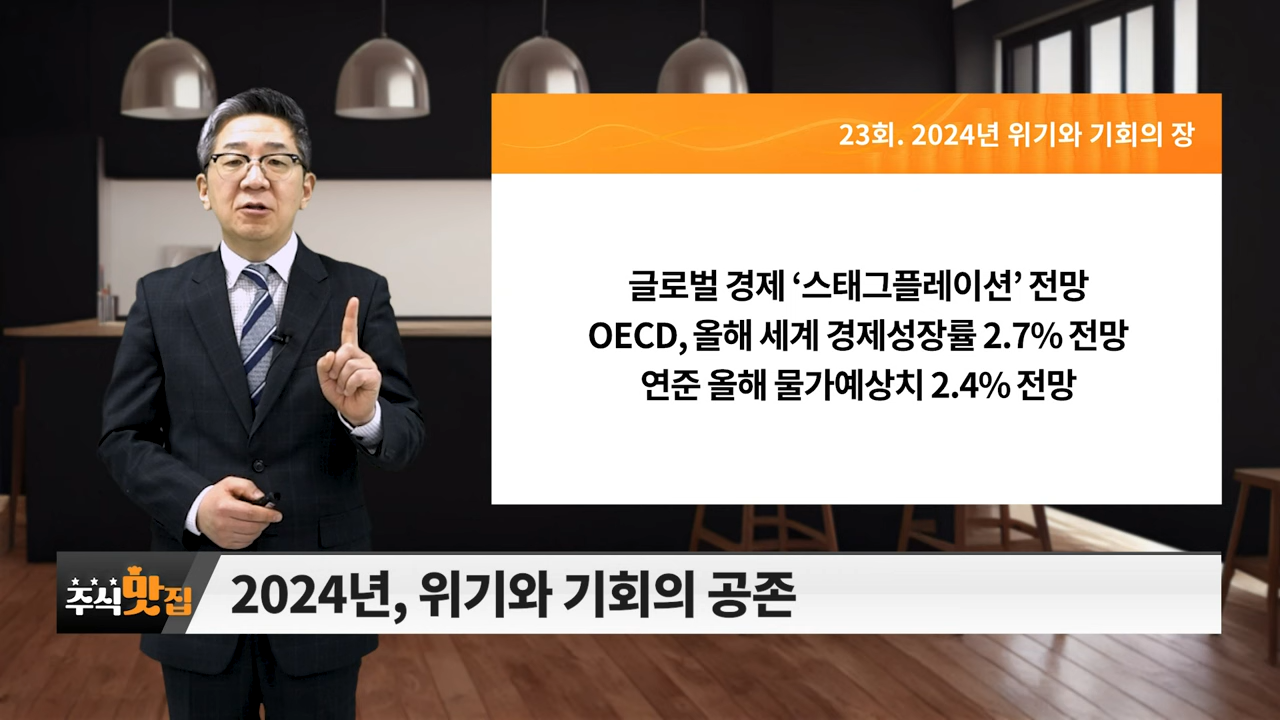 23회. 2024년 위기와 기회의 장
글로벌 경제 ‘스태그플레이션’ 전망
OECD, 올해 세계 경제성장률 2.7% 전망
연준 올해 물가예상치 2.4% 전망
주식맛집
2024년, 위기와 기회의 공존